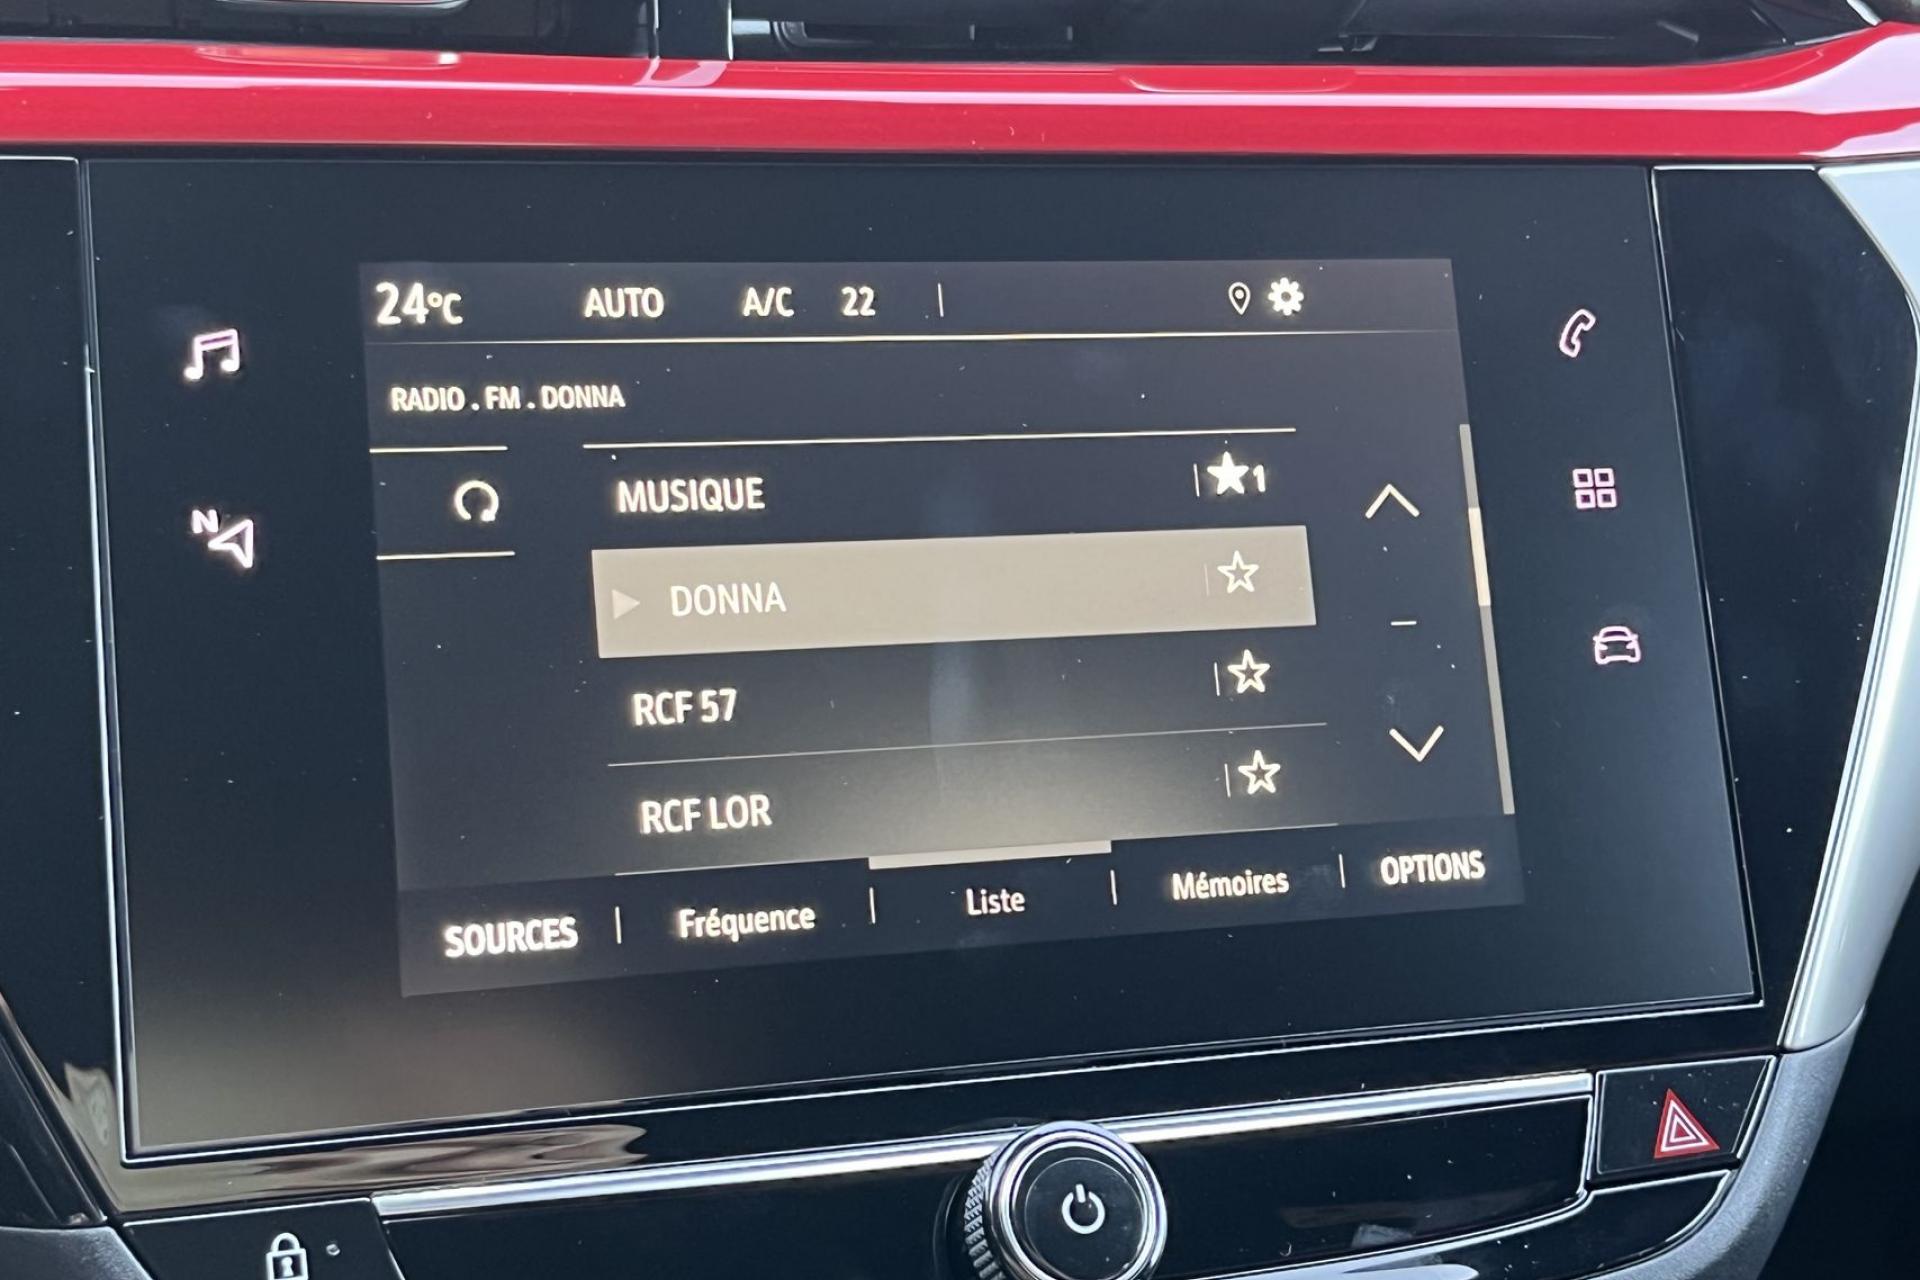 24°C AUTO A/C 22
RADIO . FM . DONNA
MUSIQUE 1
DONNA
RCF 57
RCF LOR
SOURCES Fréquence Liste Mémoires OPTIONS
N